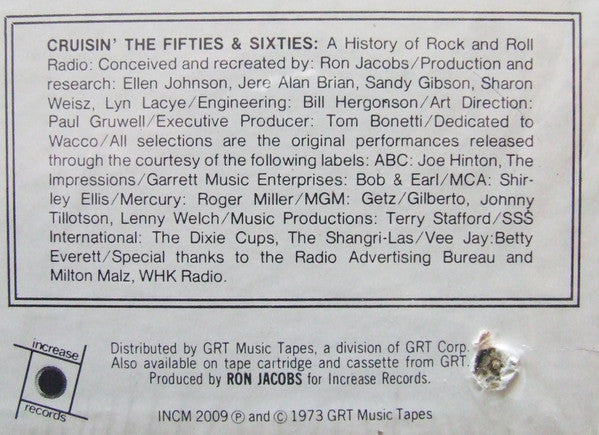 CRUISIN' THE FIFTIES & SIXTIES: A History of Rock and Roll
Radio: Conceived and recreated by: Ron Jacobs/Production and
research: Ellen Johnson, Jere Alan Brian, Sandy Gibson, Sharon
Weisz, Lyn Lacye/Engineering: Bill Hergonson/Art Direction:
Paul Gruwell/Executive Producer: Tom Bonetti/Dedicated to
Wacco/All selections are the original performances released
through the courtesy of the following labels: ABC: Joe Hinton, The
Impressions/Garrett Music Enterprises: Bob & Earl/MCA: Shir-
ley Ellis/Mercury: Roger Miller/MGM: Getz/Gilberto, Johnny
Tillotson, Lenny Welch/Music Productions: Terry Stafford/SSS
International: The Dixie Cups, The Shangri-Las/Vee Jay:Betty
Everett/Special thanks to the Radio Advertising Bureau and
Milton Malz, WHK Radio.
increase
records
Distributed by GRT Music Tapes, a division of GRT Corp.
Also available on tape cartridge and cassette from GRT.
Produced by RON JACOBS for Increase Records.
INCM 2009 Ⓟ and © 1973 GRT Music Tapes